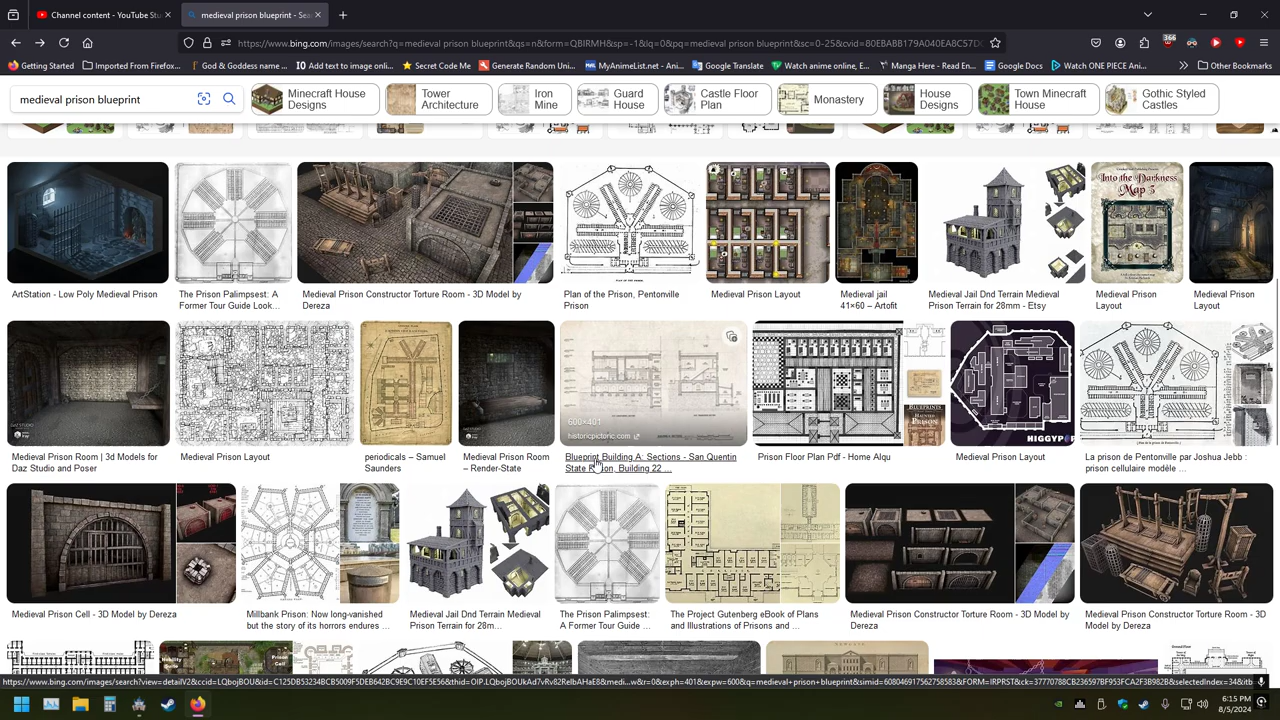 Channel content - YouTube Stu
medieval prison blueprint - Sea
https://www.bing.com/images/search?q=medieval prison blueprint&qs=n&form=QBIRMH&sp=-1&lq=0&pq=medieval prison blueprint&sc=0-25&cvid=80EBABB179A040EA8C57DC
366
Getting Started
Imported From Firefox...
God & Goddess name ...
Add text to image onli...
Secret Code Me
Generate Random Uni...
MyAnimeList.net - Ani...
Google Translate
Watch anime online, E...
Manga Here - Read En...
Google Docs
Watch ONE PIECE Ani...
Other Bookmarks
medieval prison blueprint
Minecraft House Designs
Tower Architecture
Iron Mine
Guard House
Castle Floor Plan
Monastery
House Designs
Town Minecraft House
Gothic Styled Castles
Into the Darkness
Map 3
ArtStation - Low Poly Medieval Prison
The Prison Palimpsest: A Former Tour Guide Look...
Medieval Prison Constructor Torture Room - 3D Model by Dereza
Plan of the Prison, Pentonville Prison
Medieval Prison Layout
Medieval jail 41×60 – Artofit
Medieval Jail Dnd Terrain Medieval Prison Terrain for 28mm - Etsy
Medieval Prison Layout
Medieval Prison Layout
600×401
historicpictoric.com
HIGGYPOP
Medieval Prison Room | 3d Models for Daz Studio and Poser
Medieval Prison Layout
periodicals – Samuel Saunders
Medieval Prison Room – Render-State
Blueprint Building A: Sections - San Quentin State Prison, Building 22 ...
Prison Floor Plan Pdf - Home Alqu
Medieval Prison Layout
La prison de Pentonville par Joshua Jebb : prison cellulaire modèle ...
Medieval Prison Cell - 3D Model by Dereza
Millbank Prison: Now long-vanished but the story of its horrors endures ...
Medieval Jail Dnd Terrain Medieval Prison Terrain for 28m...
The Prison Palimpsest: A Former Tour Guide ...
The Project Gutenberg eBook of Plans and Illustrations of Prisons and ...
Medieval Prison Constructor Torture Room - 3D Model by Dereza
Medieval Prison Constructor Torture Room - 3D Model by Dereza
6:15 PM
8/5/2024